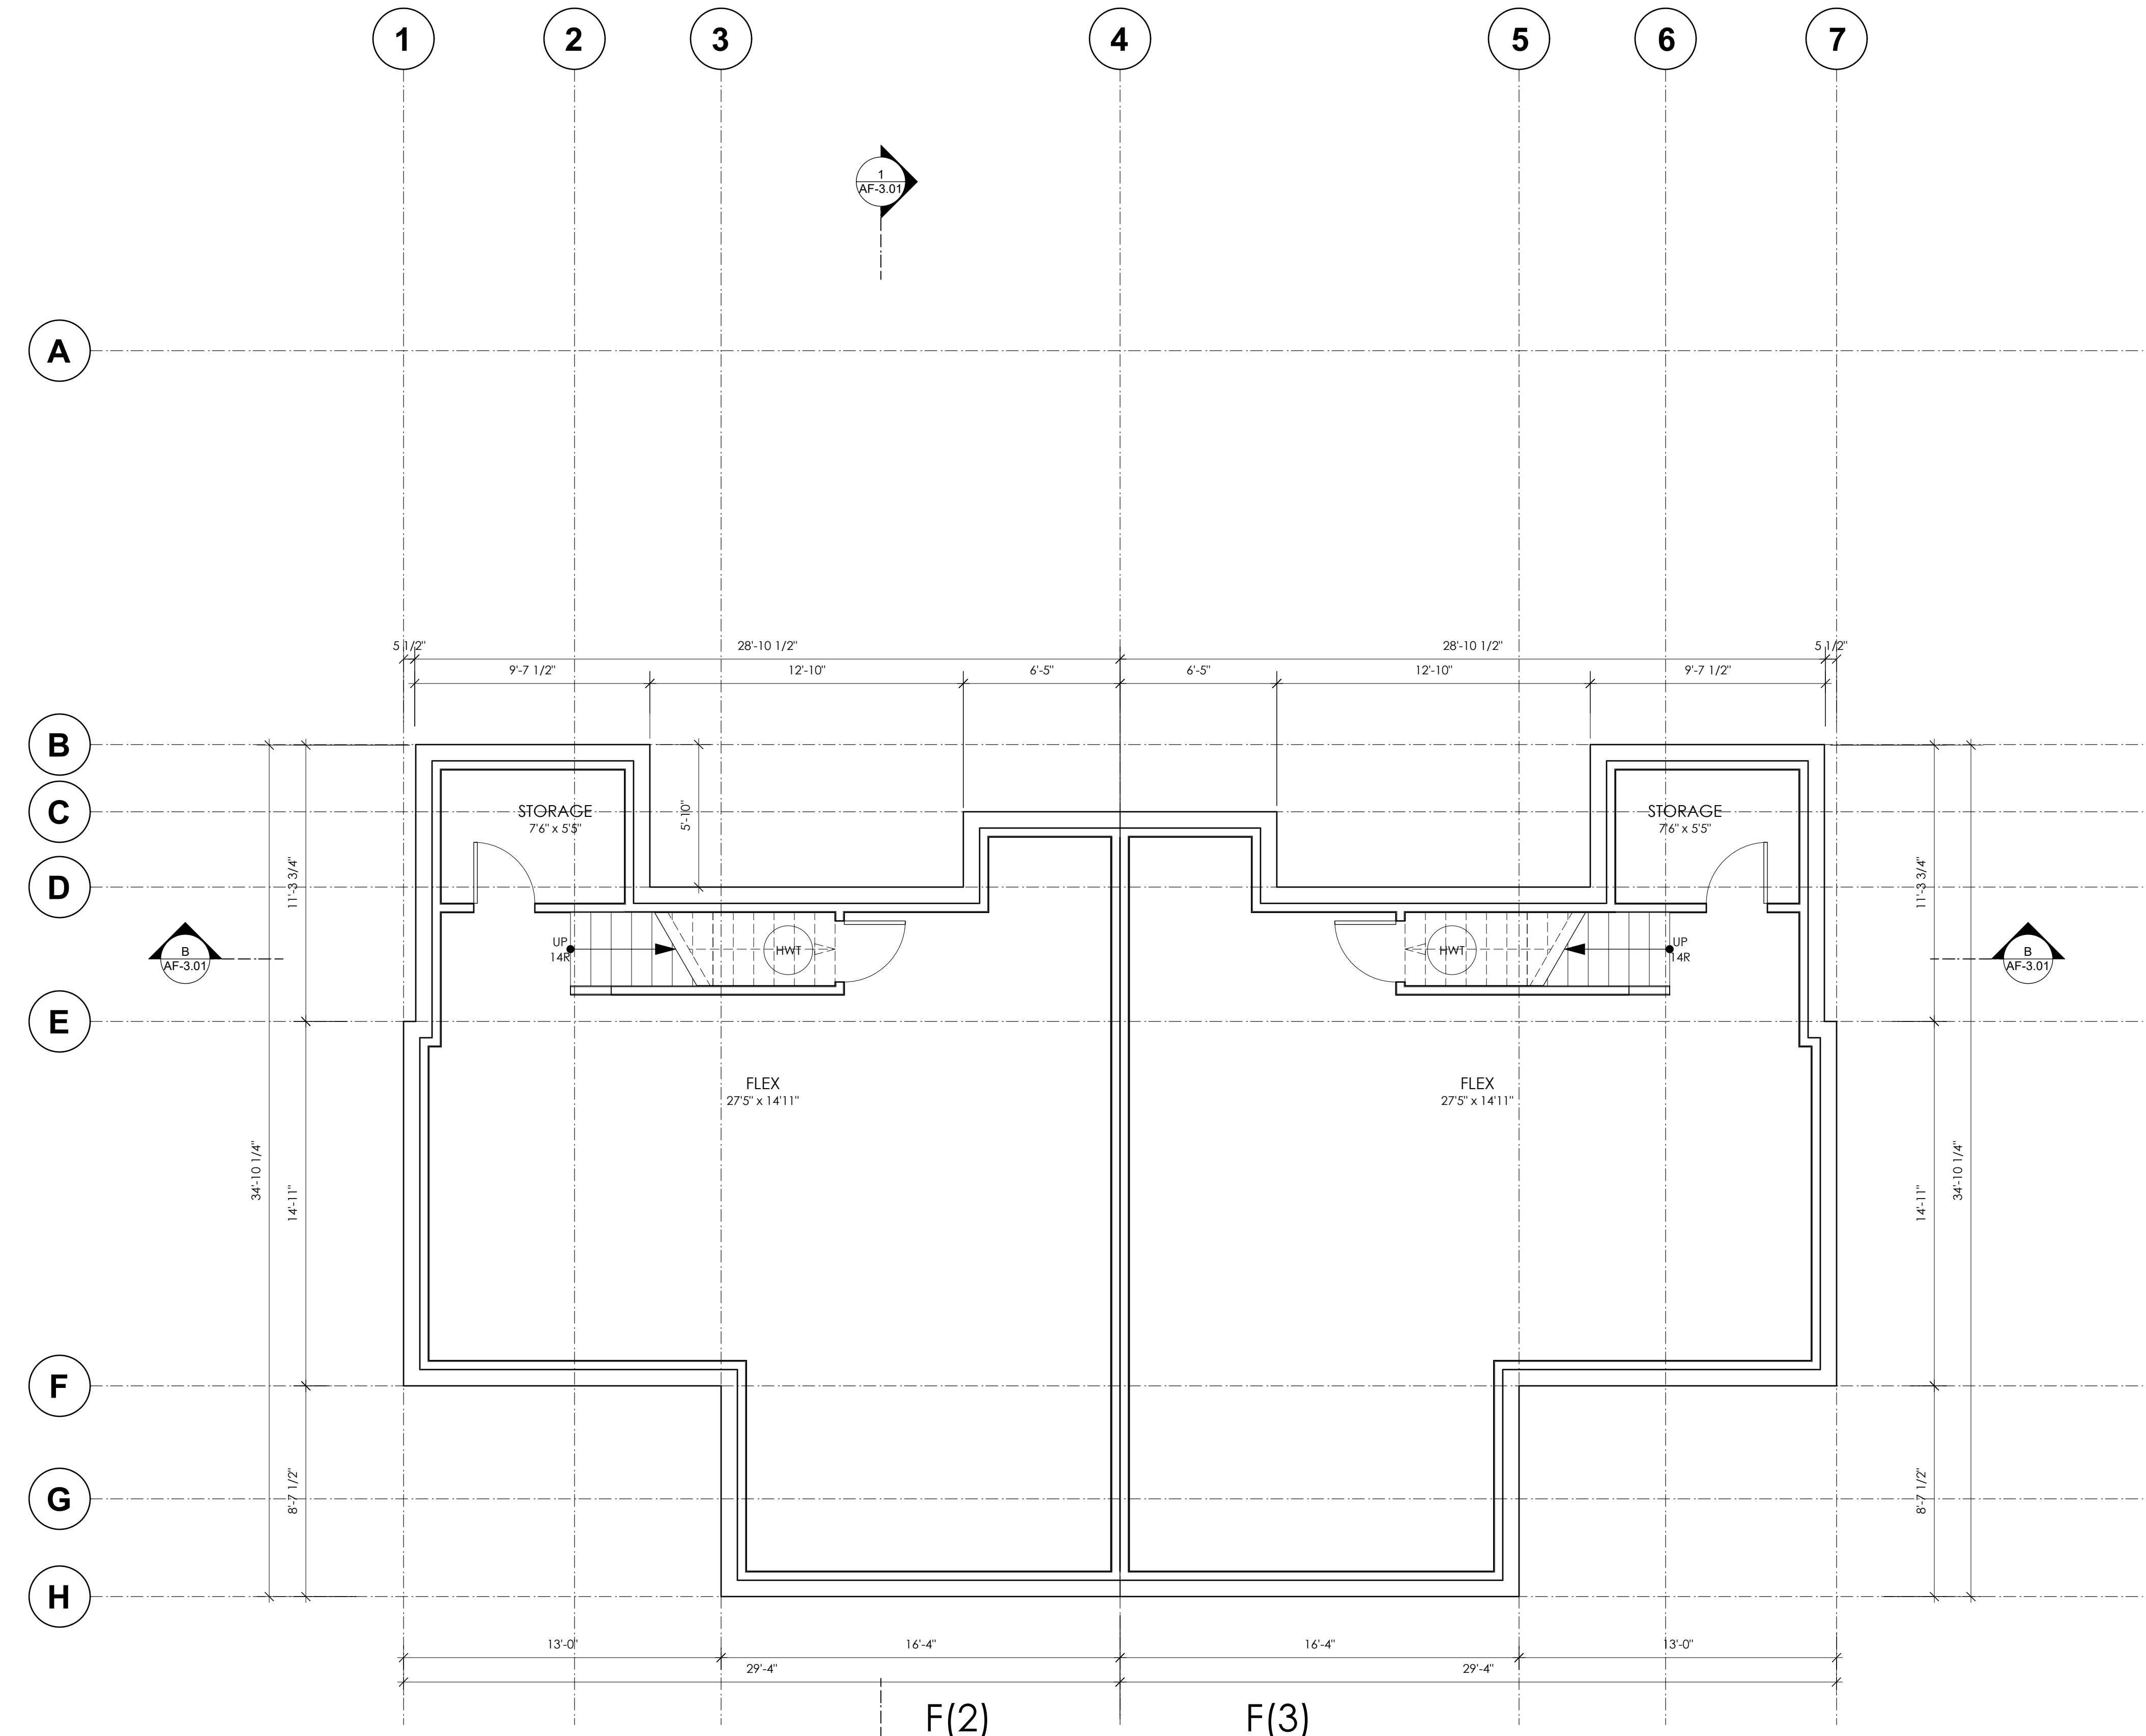 1 2 3 4 5 6 7
1
AF-3.01
A
5 1/2" 28'-10 1/2" 28'-10 1/2" 5 1/2"
9'-7 1/2" 12'-10" 6'-5" 6'-5" 12'-10" 9'-7 1/2"
B
C
STORAGE
7'6" x 5'5"
5'-10"
STORAGE
7'6" x 5'5"
D
11'-3 3/4"
11'-3 3/4"
B
AF-3.01
UP
14R
HWT
HWT
UP
14R
B
AF-3.01
E
FLEX
27'5" x 14'11"
FLEX
27'5" x 14'11"
34'-10 1/4"
14'-11"
14'-11"
34'-10 1/4"
F
G
8'-7 1/2"
8'-7 1/2"
H
13'-0" 16'-4" 16'-4" 13'-0"
29'-4" 29'-4"
F(2) F(3)